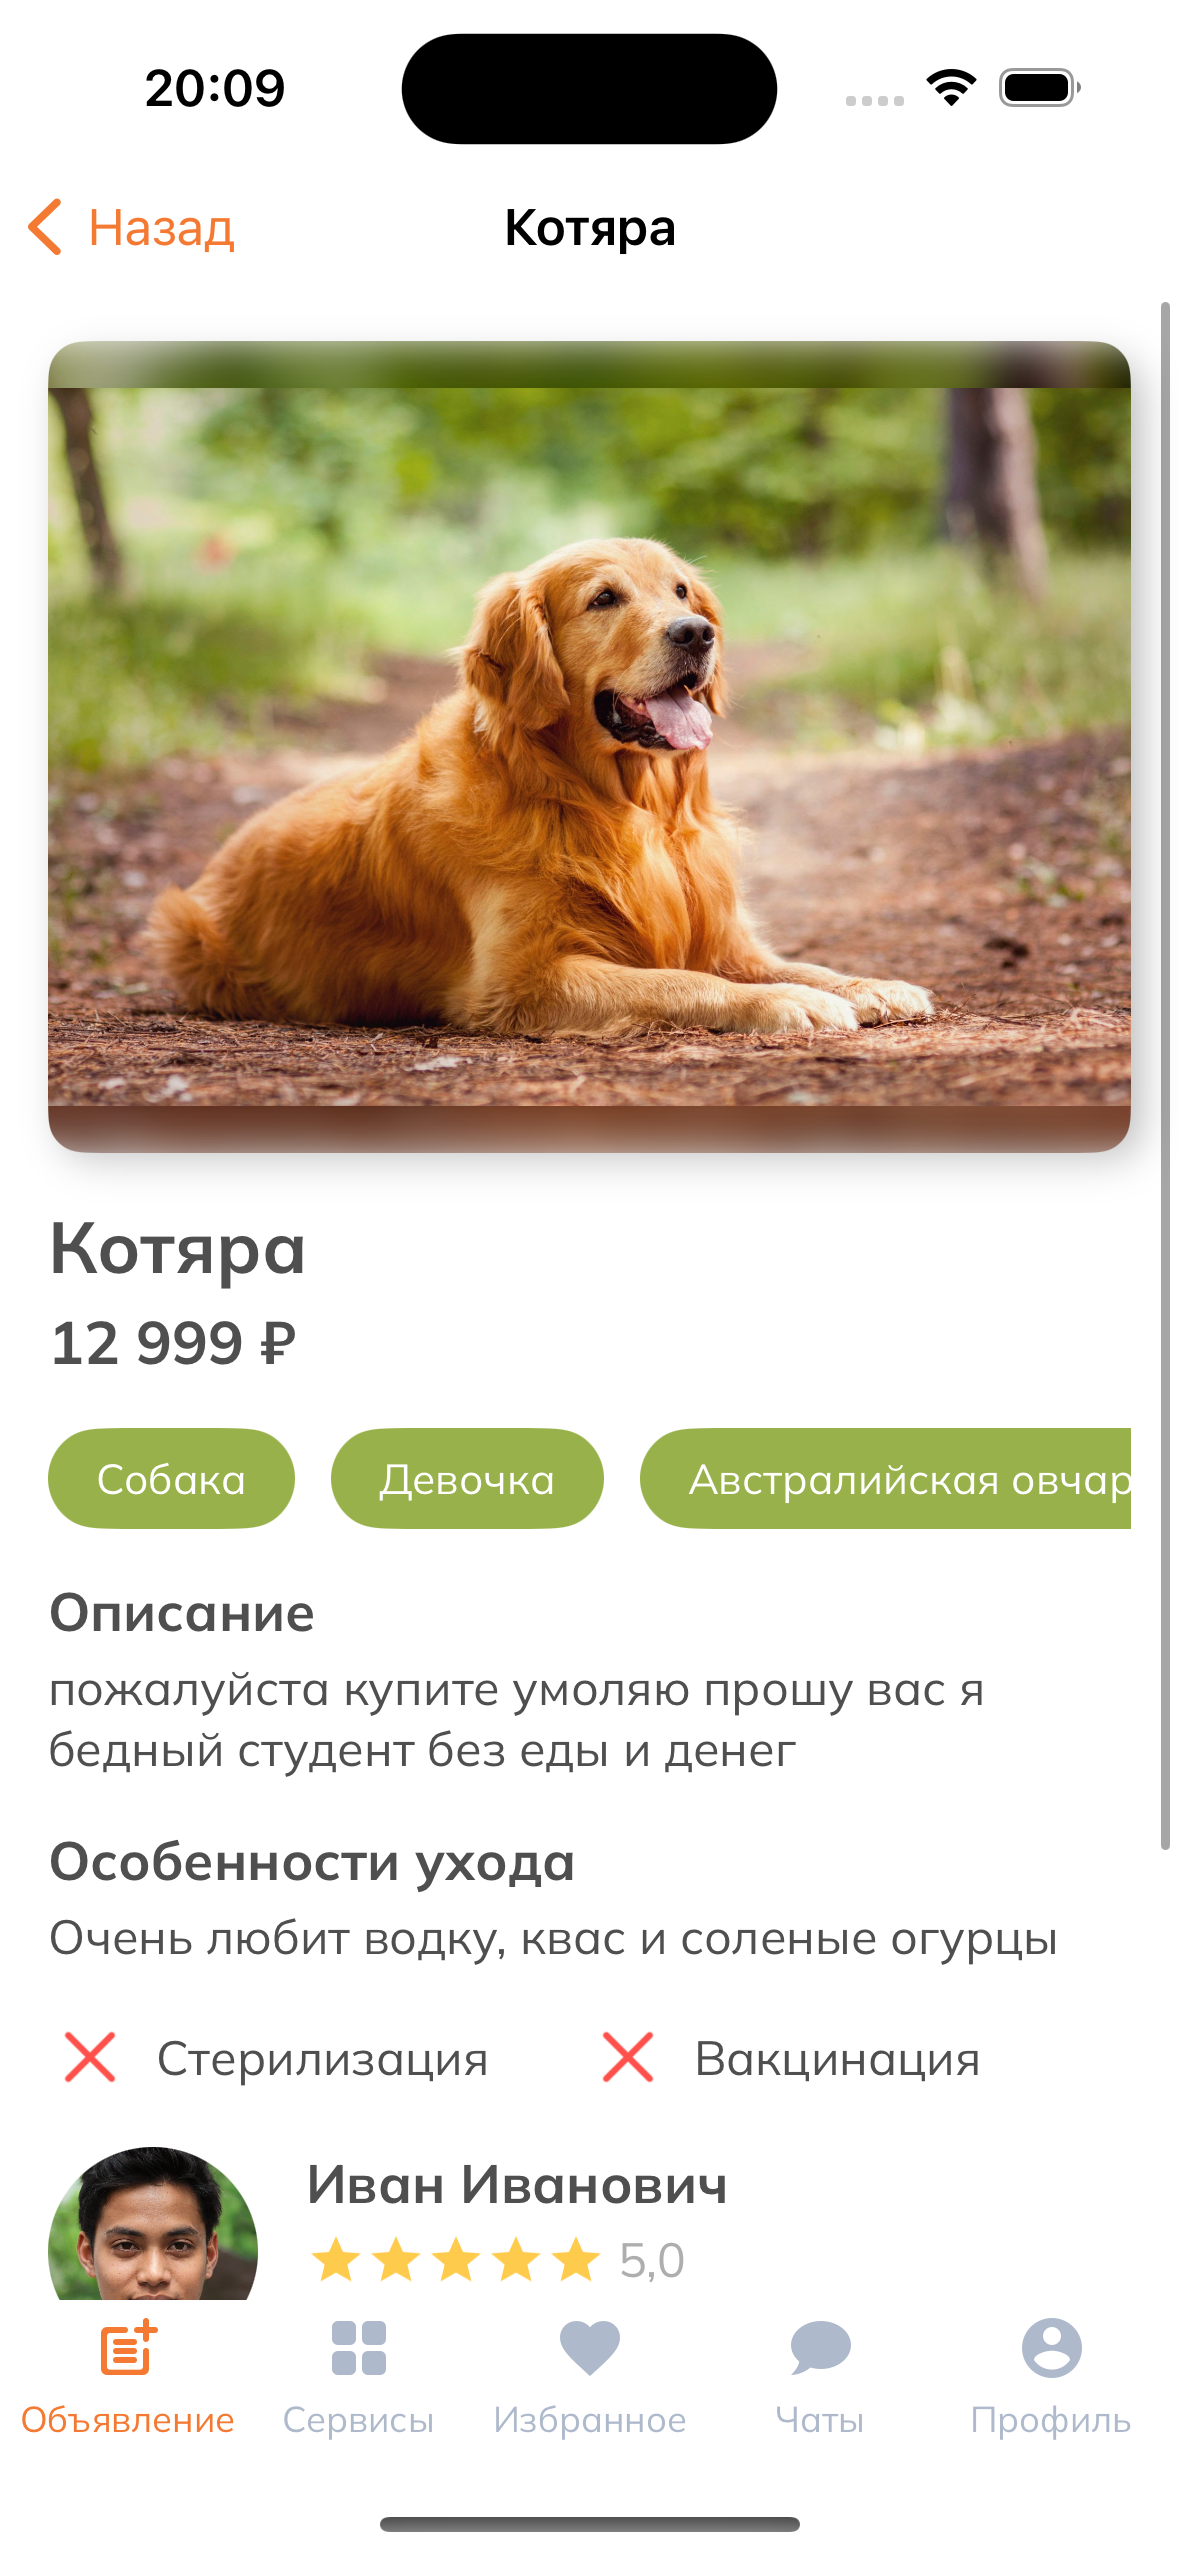 20:09
Назад
Котяра
Котяра
12 999 ₽
Собака
Девочка
Австралийская овчар
Описание
пожалуйста купите умоляю прошу вас я
бедный студент без еды и денег
Особенности ухода
Очень любит водку, квас и соленые огурцы
Стерилизация
Вакцинация
Иван Иванович
5,0
Объявление
Сервисы
Избранное
Чаты
Профиль